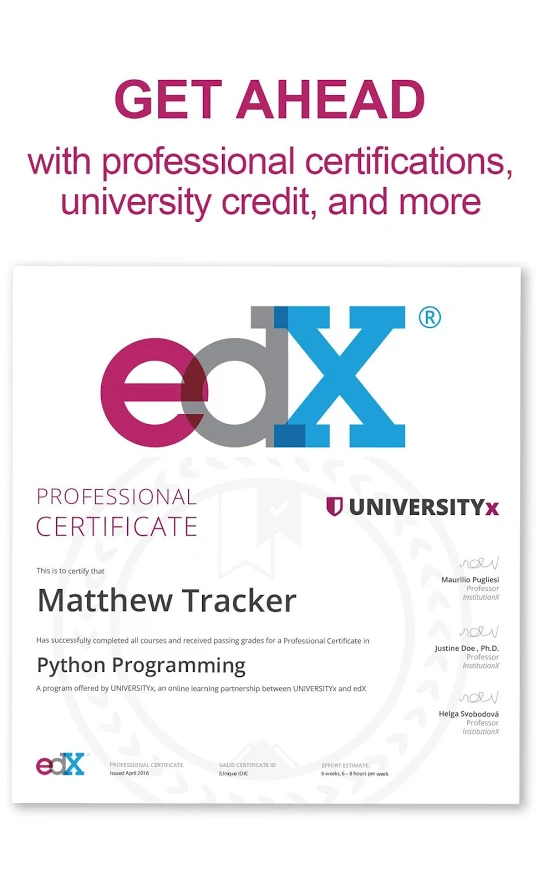 GET AHEAD
with professional certifications,
university credit, and more
edX®
PROFESSIONAL
CERTIFICATE
UNIVERSITYx
This is to certify that
Matthew Tracker
Has successfully completed all courses and received passing grades for a Professional Certificate in
Python Programming
A program offered by UNIVERSITYx, an online learning partnership between UNIVERSITYx and edX
Maurilio Pugliesi
Professor
InstitutionX
Justine Doe , Ph.D.
Professor
InstitutionX
Helga Svobodová
Professor
InstitutionX
edX
PROFESSIONAL CERTIFICATE
Issued April 2016
VALID CERTIFICATE ID
[Unique ID#]
EFFORT ESTIMATE:
6 weeks, 6 – 8 hours per week